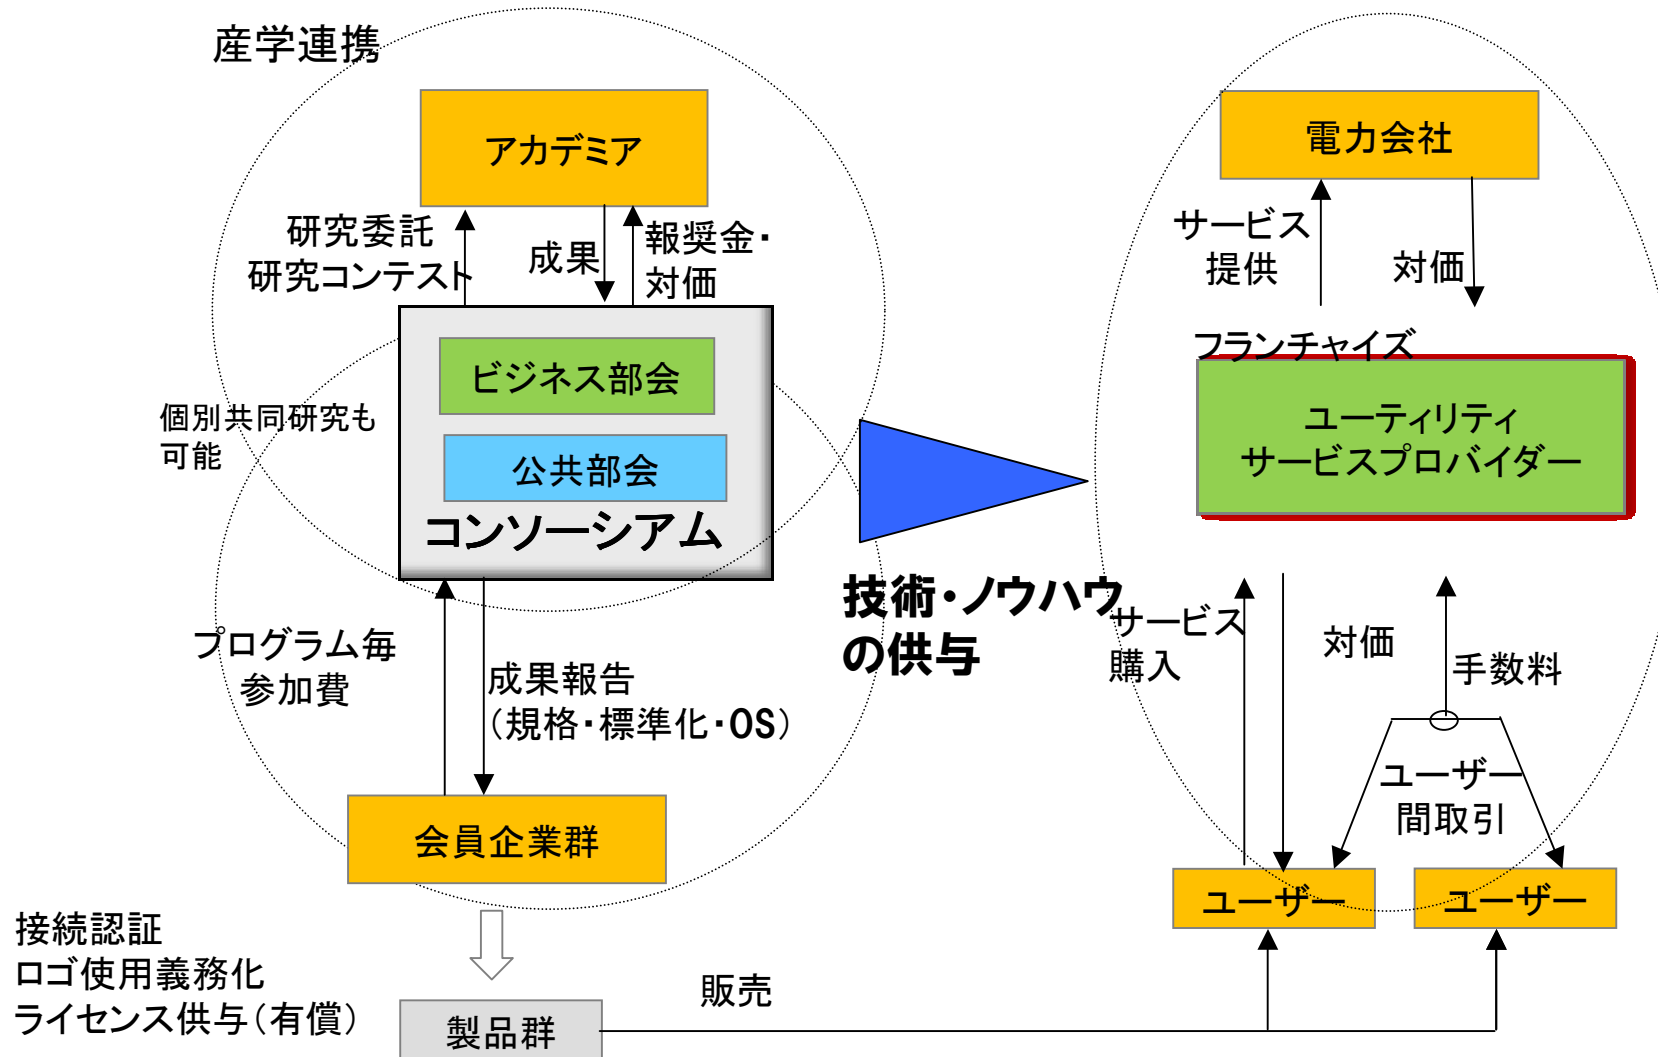 産学連携
アカデミア
研究委託
研究コンテスト
成果
報奨金・
対価
ビジネス部会
公共部会
コンソーシアム
個別共同研究も
可能
プログラム毎
参加費
成果報告
（規格・標準化・OS）
会員企業群
接続認証
ロゴ使用義務化
ライセンス供与（有償）
製品群
販売
技術・ノウハウ
の供与
電力会社
サービス
提供
対価
フランチャイズ
ユーティリティ
サービスプロバイダー
サービス
購入
対価
手数料
ユーザー
間取引
ユーザー
ユーザー